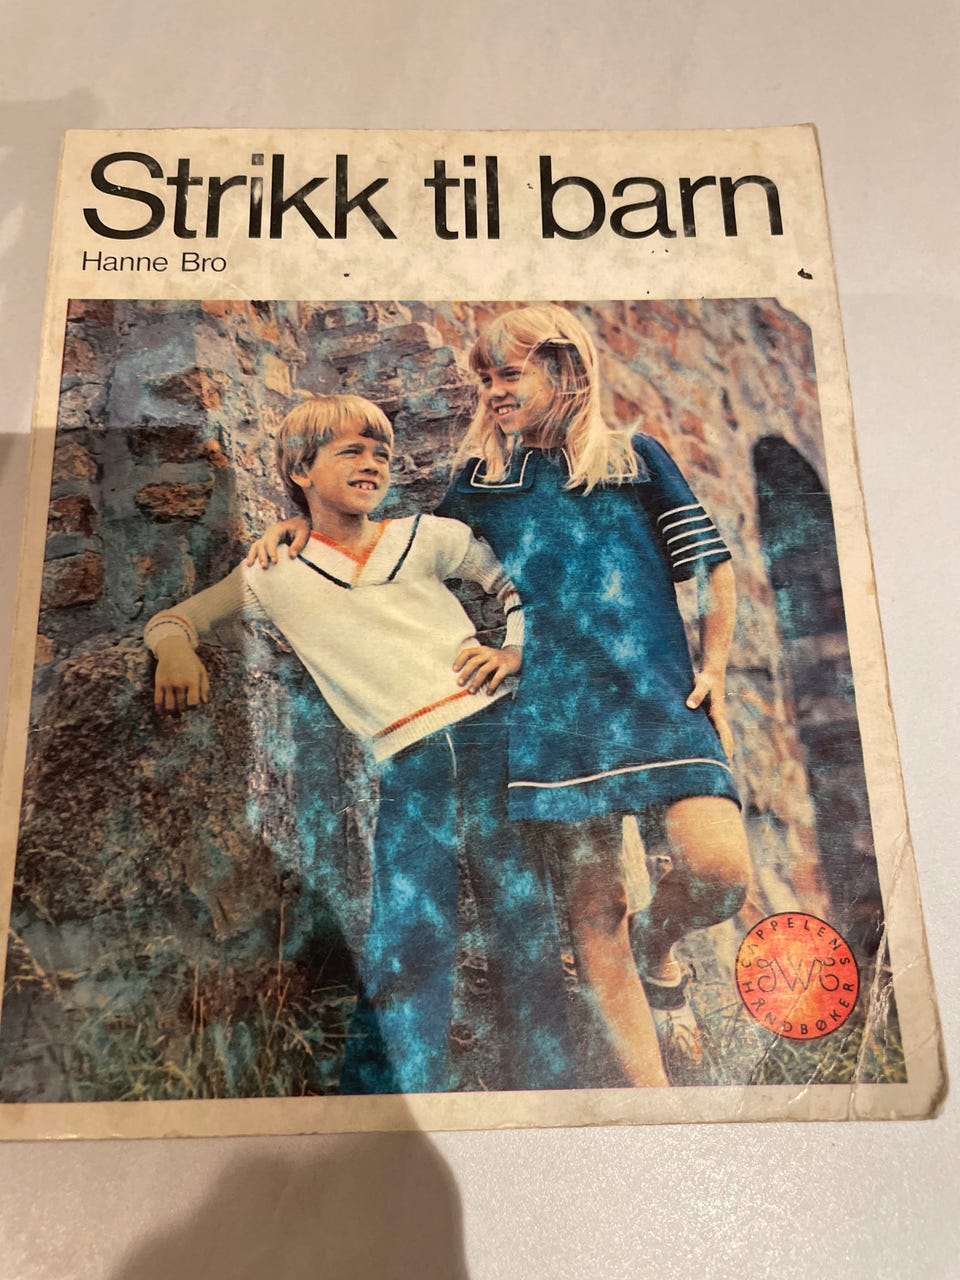 Strikk til barn
Hanne Bro
CAPPELENS
HÅNDBØKER